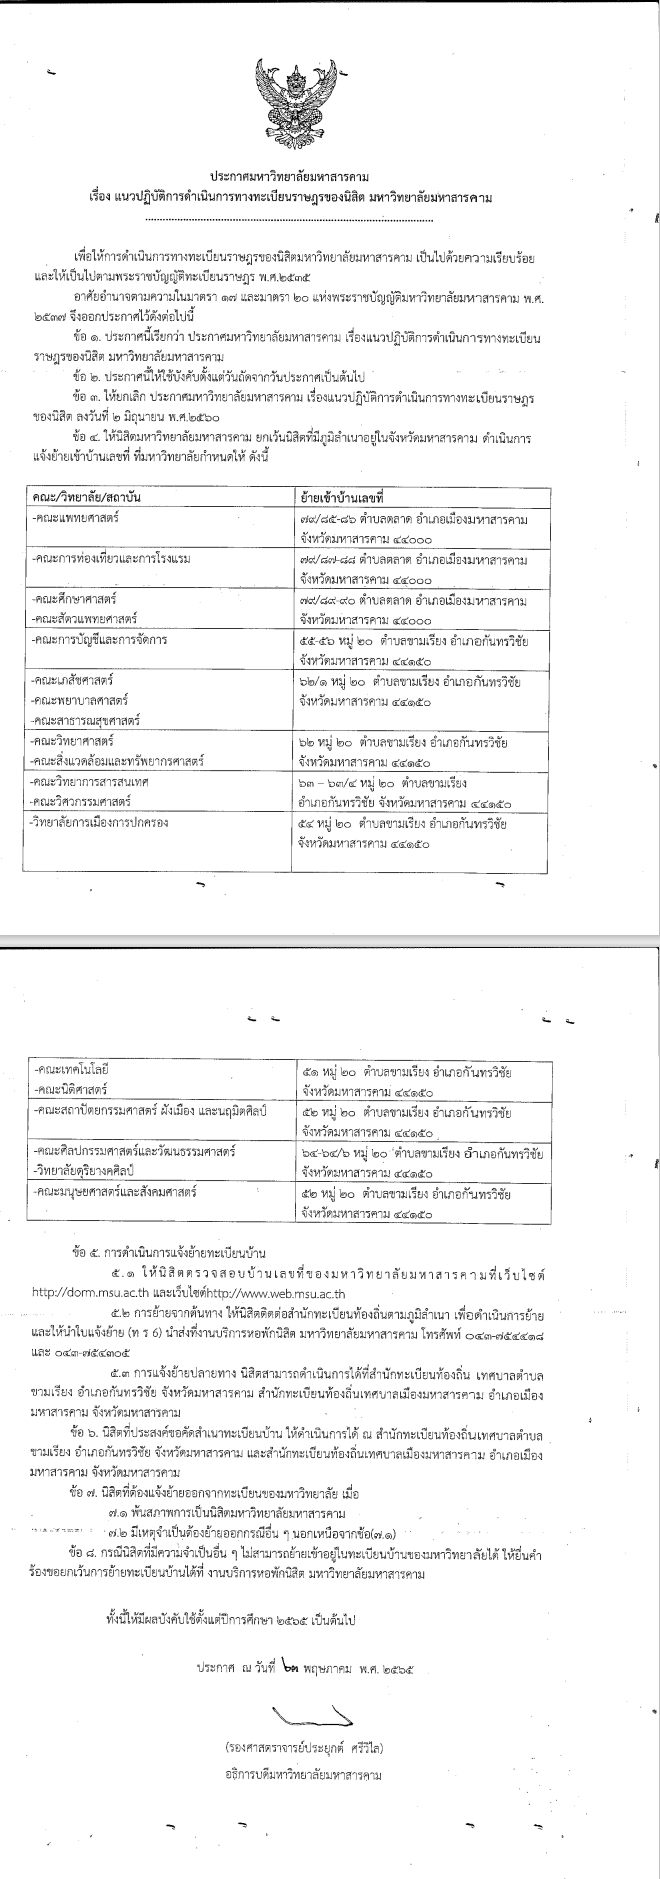 ประกาศมหาวิทยาลัยมหาสารคาม
เรื่อง แนวปฏิบัติการดำเนินการทางทะเบียนราษฎรของนิสิต มหาวิทยาลัยมหาสารคาม
เพื่อให้การดำเนินการทางทะเบียนราษฎรของนิสิตมหาวิทยาลัยมหาสารคาม เป็นไปด้วยความเรียบร้อย
และให้เป็นไปตามพระราชบัญญัติทะเบียนราษฎร พ.ศ.๒๕๓๕
อาศัยอำนาจตามความในมาตรา ๑๗ และมาตรา ๒๐ แห่งพระราชบัญญัติมหาวิทยาลัยมหาสารคาม พ.ศ.
๒๕๓๗ จึงออกประกาศไว้ดังต่อไปนี้
ข้อ ๑. ประกาศนี้เรียกว่า ประกาศมหาวิทยาลัยมหาสารคาม เรื่องแนวปฏิบัติการดำเนินการทางทะเบียน
ราษฎรของนิสิต มหาวิทยาลัยมหาสารคาม
ข้อ ๒. ประกาศนี้ให้ใช้บังคับตั้งแต่วันถัดจากวันประกาศเป็นต้นไป
ข้อ ๓. ให้ยกเลิก ประกาศมหาวิทยาลัยมหาสารคาม เรื่องแนวปฏิบัติการดำเนินการทางทะเบียนราษฎร
ของนิสิต ลงวันที่ ๒ มิถุนายน พ.ศ.๒๕๖๐
ข้อ ๔. ให้นิสิตมหาวิทยาลัยมหาสารคาม ยกเว้นนิสิตที่มีภูมิลำเนาอยู่ในจังหวัดมหาสารคาม ดำเนินการ
แจ้งย้ายเข้าบ้านเลขที่ ที่มหาวิทยาลัยกำหนดให้ ดังนี้
คณะ/วิทยาลัย/สถาบัน ย้ายเข้าบ้านเลขที่
-คณะแพทยศาสตร์ ๗๙/๘๕-๘๖ ตำบลตลาด อำเภอเมืองมหาสารคาม
จังหวัดมหาสารคาม ๔๔๐๐๐
-คณะการท่องเที่ยวและการโรงแรม ๗๙/๘๗-๘๘ ตำบลตลาด อำเภอเมืองมหาสารคาม
จังหวัดมหาสารคาม ๔๔๐๐๐
-คณะศึกษาศาสตร์ ๗๙/๘๙-๙๐ ตำบลตลาด อำเภอเมืองมหาสารคาม
-คณะสัตวแพทยศาสตร์ จังหวัดมหาสารคาม ๔๔๐๐๐
-คณะการบัญชีและการจัดการ ๕๕-๕๖ หมู่ ๒๐ ตำบลขามเรียง อำเภอกันทรวิชัย
จังหวัดมหาสารคาม ๔๔๑๕๐
-คณะเภสัชศาสตร์ ๖๒/๑ หมู่ ๒๐ ตำบลขามเรียง อำเภอกันทรวิชัย
-คณะพยาบาลศาสตร์ จังหวัดมหาสารคาม ๔๔๑๕๐
-คณะสาธารณสุขศาสตร์
-คณะวิทยาศาสตร์ ๖๒ หมู่ ๒๐ ตำบลขามเรียง อำเภอกันทรวิชัย
-คณะสิ่งแวดล้อมและทรัพยากรศาสตร์ จังหวัดมหาสารคาม ๔๔๑๕๐
-คณะวิทยาการสารสนเทศ ๖๓ – ๖๓/๔ หมู่ ๒๐ ตำบลขามเรียง
-คณะวิศวกรรมศาสตร์ อำเภอกันทรวิชัย จังหวัดมหาสารคาม ๔๔๑๕๐
-วิทยาลัยการเมืองการปกครอง ๕๔ หมู่ ๒๐ ตำบลขามเรียง อำเภอกันทรวิชัย
จังหวัดมหาสารคาม ๔๔๑๕๐
-คณะเทคโนโลยี ๕๑ หมู่ ๒๐ ตำบลขามเรียง อำเภอกันทรวิชัย
-คณะนิติศาสตร์ จังหวัดมหาสารคาม ๔๔๑๕๐
-คณะสถาปัตยกรรมศาสตร์ ผังเมือง และนฤมิตศิลป์ ๕๒ หมู่ ๒๐ ตำบลขามเรียง อำเภอกันทรวิชัย
จังหวัดมหาสารคาม ๔๔๑๕๐
-คณะศิลปกรรมศาสตร์และวัฒนธรรมศาสตร์ ๖๔-๖๔/๖ หมู่ ๒๐ ตำบลขามเรียง อำเภอกันทรวิชัย
-วิทยาลัยดุริยางคศิลป์ จังหวัดมหาสารคาม ๔๔๑๕๐
-คณะมนุษยศาสตร์และสังคมศาสตร์ ๕๒ หมู่ ๒๐ ตำบลขามเรียง อำเภอกันทรวิชัย
จังหวัดมหาสารคาม ๔๔๑๕๐
ข้อ ๕. การดำเนินการแจ้งย้ายทะเบียนบ้าน
๕.๑ ให้นิสิตตรวจสอบบ้านเลขที่ของมหาวิทยาลัยมหาสารคามที่เว็บไซต์
http://dorm.msu.ac.th และเว็บไซต์http://www.web.msu.ac.th
๕.๒ การย้ายจากต้นทาง ให้นิสิตติดต่อสำนักทะเบียนท้องถิ่นตามภูมิลำเนา เพื่อดำเนินการย้าย
และให้นำใบแจ้งย้าย (ท ร 6) นำส่งที่งานบริการหอพักนิสิต มหาวิทยาลัยมหาสารคาม โทรศัพท์ ๐๔๓-๗๕๔๔๑๘
และ ๐๔๓-๗๕๔๓๐๕
๕.๓ การแจ้งย้ายปลายทาง นิสิตสามารถดำเนินการได้ที่สำนักทะเบียนท้องถิ่น เทศบาลตำบล
ขามเรียง อำเภอกันทรวิชัย จังหวัดมหาสารคาม สำนักทะเบียนท้องถิ่นเทศบาลเมืองมหาสารคาม อำเภอเมือง
มหาสารคาม จังหวัดมหาสารคาม
ข้อ ๖. นิสิตที่ประสงค์ขอคัดสำเนาทะเบียนบ้าน ให้ดำเนินการได้ ณ สำนักทะเบียนท้องถิ่นเทศบาลตำบล
ขามเรียง อำเภอกันทรวิชัย จังหวัดมหาสารคาม และสำนักทะเบียนท้องถิ่นเทศบาลเมืองมหาสารคาม อำเภอเมือง
มหาสารคาม จังหวัดมหาสารคาม
ข้อ ๗. นิสิตที่ต้องแจ้งย้ายออกจากทะเบียนของมหาวิทยาลัย เมื่อ
๗.๑ พ้นสภาพการเป็นนิสิตมหาวิทยาลัยมหาสารคาม
๗.๒ มีเหตุจำเป็นต้องย้ายออกกรณีอื่น ๆ นอกเหนือจากข้อ(๗.๑)
ข้อ ๘. กรณีนิสิตที่มีความจำเป็นอื่น ๆ ไม่สามารถย้ายเข้าอยู่ในทะเบียนบ้านของมหาวิทยาลัยได้ ให้ยื่นคำ
ร้องขอยกเว้นการย้ายทะเบียนบ้านได้ที่ งานบริการหอพักนิสิต มหาวิทยาลัยมหาสารคาม
ทั้งนี้ให้มีผลบังคับใช้ตั้งแต่ปีการศึกษา ๒๕๖๕ เป็นต้นไป
ประกาศ ณ วันที่ ๒๓ พฤษภาคม พ.ศ. ๒๕๖๕
(รองศาสตราจารย์ประยุกต์ ศรีวิไล)
อธิการบดีมหาวิทยาลัยมหาสารคาม